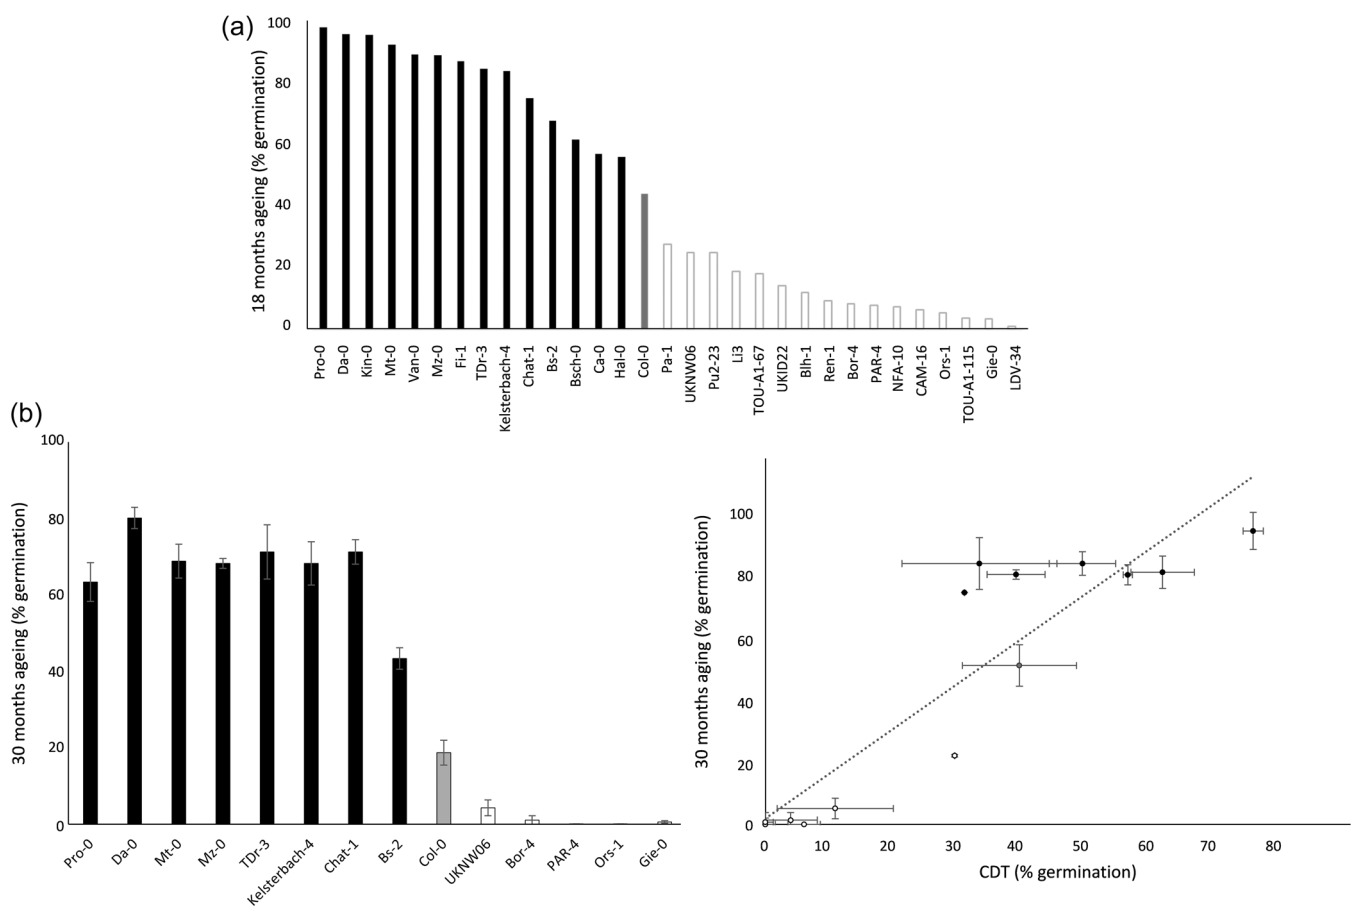 (a)
18 months ageing (% germination)
100
80
60
40
20
0
Pro-0
Da-0
Kin-0
Mt-0
Van-0
Mz-0
Fi-1
TDr-3
Kelsterbach-4
Chat-1
Bs-2
Bsch-0
Ca-0
Hal-0
Col-0
Pa-1
UKNW06
Pu2-23
Li3
TOU-A1-67
UKID22
Blh-1
Ren-1
Bor-4
PAR-4
NFA-10
CAM-16
Ors-1
TOU-A1-115
Gie-0
LDV-34
(b)
30 months ageing (% germination)
100
80
60
40
20
0
Pro-0
Da-0
Mt-0
Mz-0
TDr-3
Kelsterbach-4
Chat-1
Bs-2
Col-0
UKNW06
Bor-4
PAR-4
Ors-1
Gie-0
30 months aging (% germination)
100
80
60
40
20
0
0
10
20
30
40
50
60
70
80
CDT (% germination)